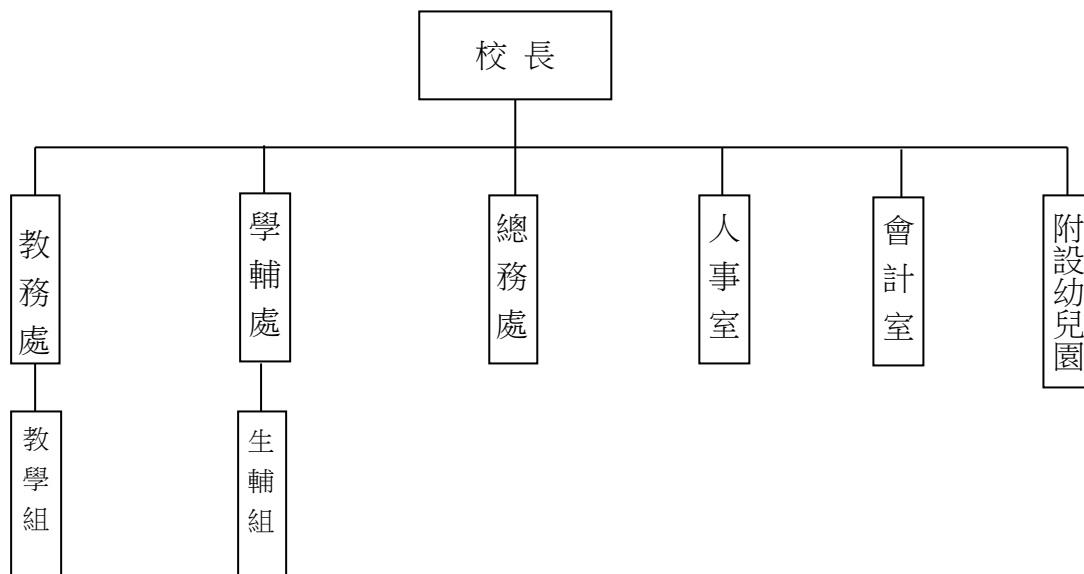 校長
教務處
學輔處
總務處
人事室
會計室
附設幼兒園
教學組
生輔組